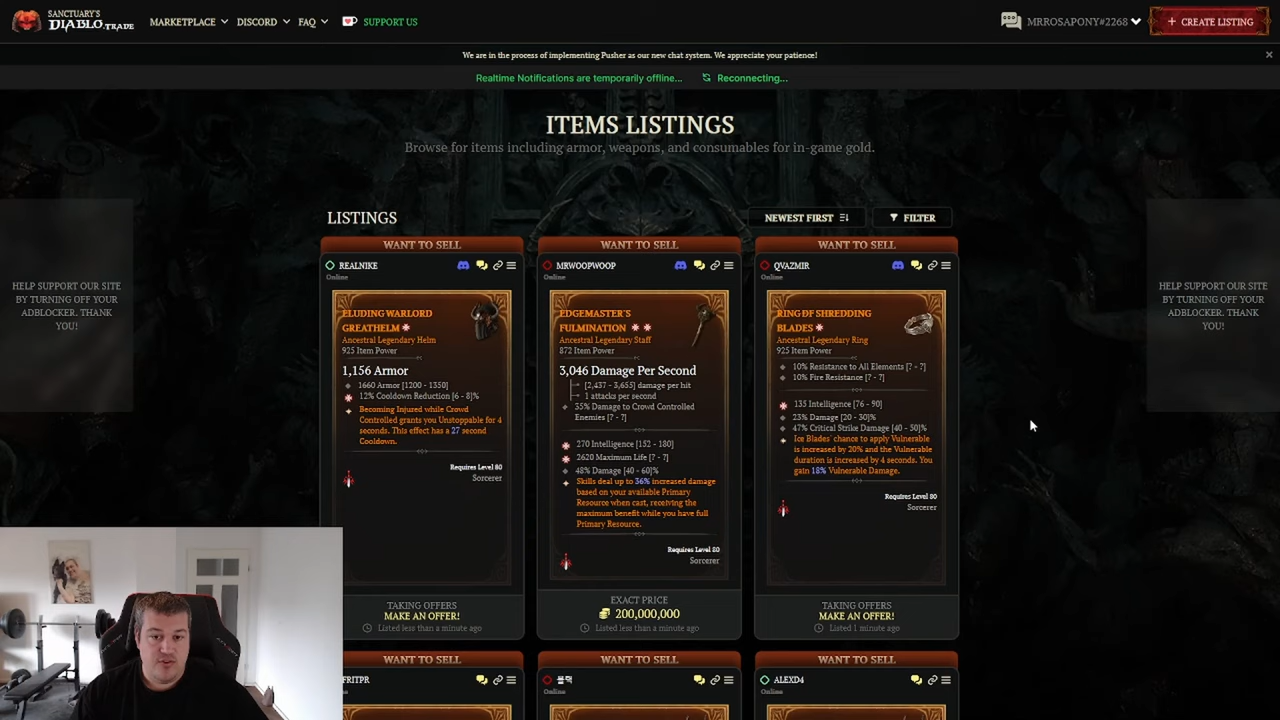 SANCTUARY'S
DIABLO.TRADE
MARKETPLACE
DISCORD
FAQ
SUPPORT US
MRROSAPONY#2268
+ CREATE LISTING
We are in the process of implementing Pusher as our new chat system. We appreciate your patience!
Realtime Notifications are temporarily offline...
Reconnecting...
ITEMS LISTINGS
Browse for items including armor, weapons, and consumables for in-game gold.
LISTINGS
NEWEST FIRST
FILTER
HELP SUPPORT OUR SITE
BY TURNING OFF YOUR
ADBLOCKER. THANK
YOU!
WANT TO SELL
REALNIKE
Online
ELUDING WARLORD
GREATHELM
Ancestral Legendary Helm
925 Item Power
1,156 Armor
1660 Armor [1200 - 1350]
12% Cooldown Reduction [6 - 8]%
Becoming Injured while Crowd
Controlled grants you Unstoppable for 4
seconds. This effect has a 27 second
Cooldown.
Requires Level 80
Sorcerer
TAKING OFFERS
MAKE AN OFFER!
Listed less than a minute ago
WANT TO SELL
MRWOOPWOOP
Online
EDGEMASTER'S
FULMINATION
Ancestral Legendary Staff
872 Item Power
3,046 Damage Per Second
[2,437 - 3,655] damage per hit
1 attacks per second
35% Damage to Crowd Controlled
Enemies [? - ?]
270 Intelligence [152 - 180]
2620 Maximum Life [? - ?]
48% Damage [40 - 60]%
Skills deal up to 36% increased damage
based on your available Primary
Resource when cast, receiving the
maximum benefit while you have full
Primary Resource.
Requires Level 80
Sorcerer
EXACT PRICE
200,000,000
Listed less than a minute ago
WANT TO SELL
QVAZMIR
Online
RING OF SHREDDING
BLADES
Ancestral Legendary Ring
925 Item Power
10% Resistance to All Elements [? - ?]
10% Fire Resistance [? - ?]
135 Intelligence [76 - 90]
23% Damage [20 - 30]%
47% Critical Strike Damage [40 - 50]%
Ice Blades' chance to apply Vulnerable
is increased by 20% and the Vulnerable
duration is increased by 4 seconds. You
gain 18% Vulnerable Damage.
Requires Level 80
Sorcerer
TAKING OFFERS
MAKE AN OFFER!
Listed 1 minute ago
HELP SUPPORT OUR SITE
BY TURNING OFF YOUR
ADBLOCKER. THANK
YOU!
WANT TO SELL
FRITPR
WANT TO SELL
Online
WANT TO SELL
ALEXD4
Online